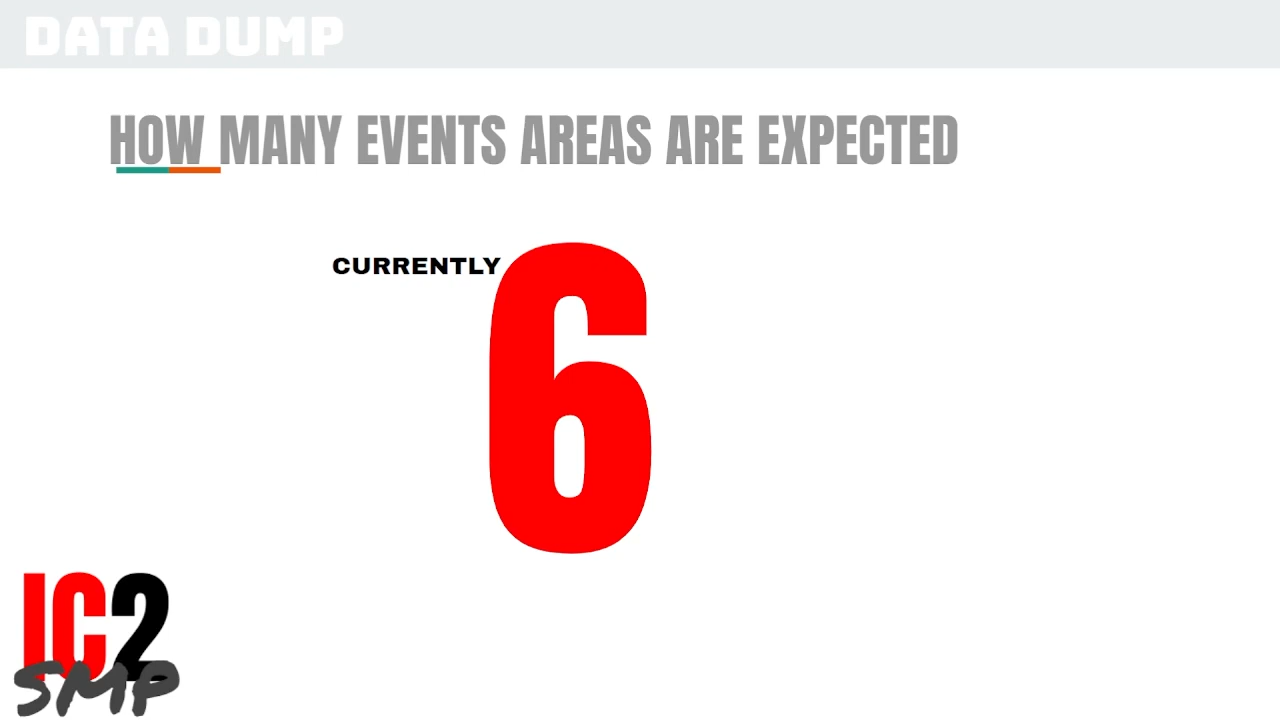 DATA DUMP
HOW MANY EVENTS AREAS ARE EXPECTED
CURRENTLY
6
IC2
SMP